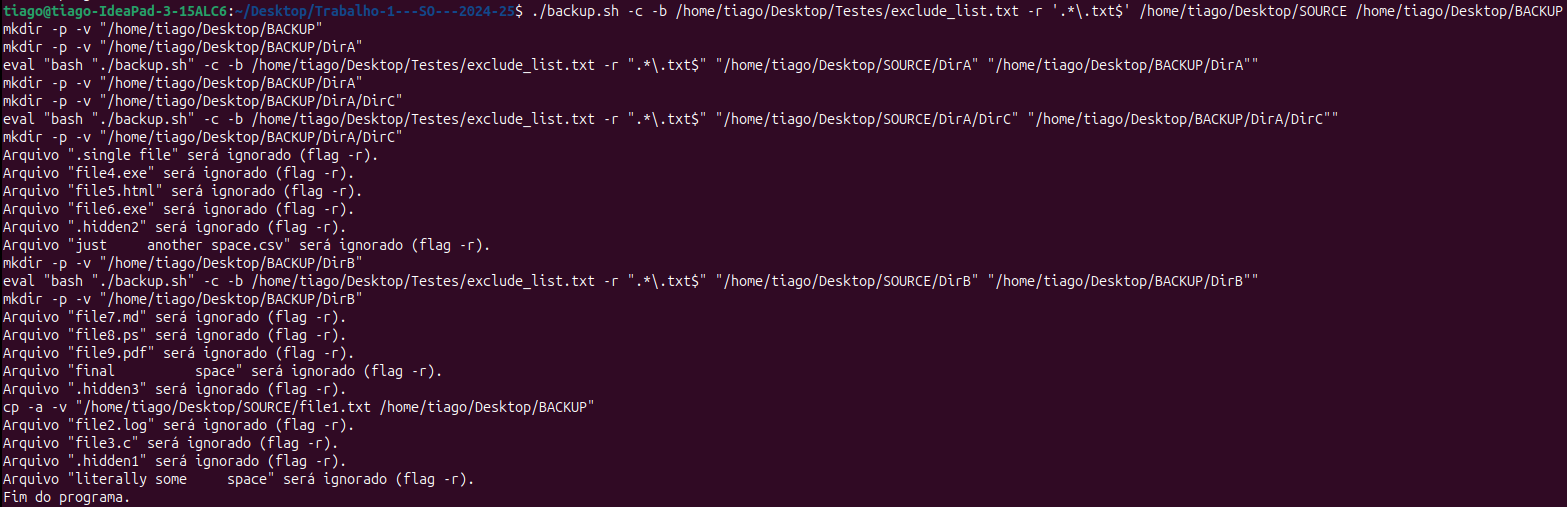 tiago@tiago-IdeaPad-3-15ALC6:~/Desktop/Trabalho-1---SO---2024-25$ ./backup.sh -c -b /home/tiago/Desktop/Testes/exclude_list.txt -r '.*\.txt$' /home/tiago/Desktop/SOURCE /home/tiago/Desktop/BACKUP
mkdir -p -v "/home/tiago/Desktop/BACKUP"
mkdir -p -v "/home/tiago/Desktop/BACKUP/DirA"
eval "bash "./backup.sh" -c -b /home/tiago/Desktop/Testes/exclude_list.txt -r ".*\.txt$" "/home/tiago/Desktop/SOURCE/DirA" "/home/tiago/Desktop/BACKUP/DirA""
mkdir -p -v "/home/tiago/Desktop/BACKUP/DirA"
mkdir -p -v "/home/tiago/Desktop/BACKUP/DirA/DirC"
eval "bash "./backup.sh" -c -b /home/tiago/Desktop/Testes/exclude_list.txt -r ".*\.txt$" "/home/tiago/Desktop/SOURCE/DirA/DirC" "/home/tiago/Desktop/BACKUP/DirA/DirC""
mkdir -p -v "/home/tiago/Desktop/BACKUP/DirA/DirC"
Arquivo ".single file" será ignorado (flag -r).
Arquivo "file4.exe" será ignorado (flag -r).
Arquivo "file5.html" será ignorado (flag -r).
Arquivo "file6.exe" será ignorado (flag -r).
Arquivo ".hidden2" será ignorado (flag -r).
Arquivo "just     another space.csv" será ignorado (flag -r).
mkdir -p -v "/home/tiago/Desktop/BACKUP/DirB"
eval "bash "./backup.sh" -c -b /home/tiago/Desktop/Testes/exclude_list.txt -r ".*\.txt$" "/home/tiago/Desktop/SOURCE/DirB" "/home/tiago/Desktop/BACKUP/DirB""
mkdir -p -v "/home/tiago/Desktop/BACKUP/DirB"
Arquivo "file7.md" será ignorado (flag -r).
Arquivo "file8.ps" será ignorado (flag -r).
Arquivo "file9.pdf" será ignorado (flag -r).
Arquivo "final          space" será ignorado (flag -r).
Arquivo ".hidden3" será ignorado (flag -r).
cp -a -v "/home/tiago/Desktop/SOURCE/file1.txt /home/tiago/Desktop/BACKUP"
Arquivo "file2.log" será ignorado (flag -r).
Arquivo "file3.c" será ignorado (flag -r).
Arquivo ".hidden1" será ignorado (flag -r).
Arquivo "literally some     space" será ignorado (flag -r).
Fim do programa.